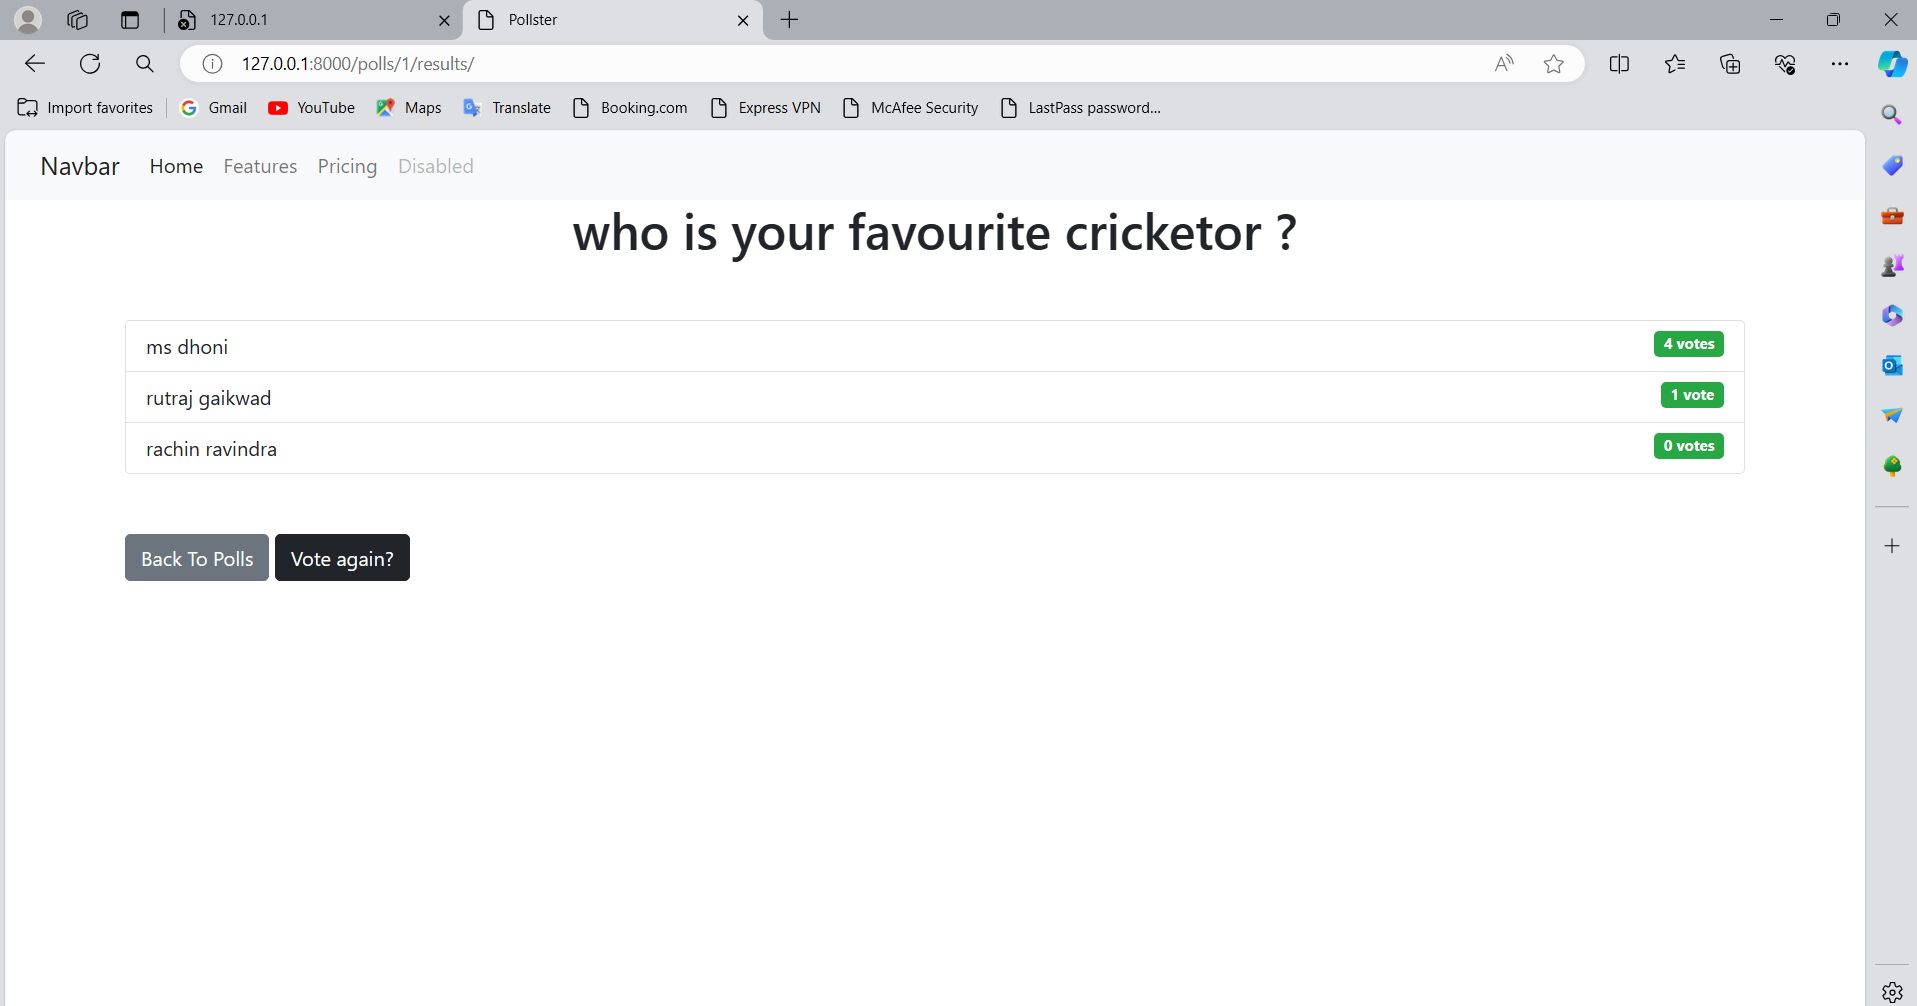 127.0.0.1 Pollster
127.0.0.1:8000/polls/1/results/
Import favorites Gmail YouTube Maps Translate Booking.com Express VPN McAfee Security LastPass password...
Navbar Home Features Pricing Disabled
who is your favourite cricketor ?
ms dhoni 4 votes
rutraj gaikwad 1 vote
rachin ravindra 0 votes
Back To Polls Vote again?